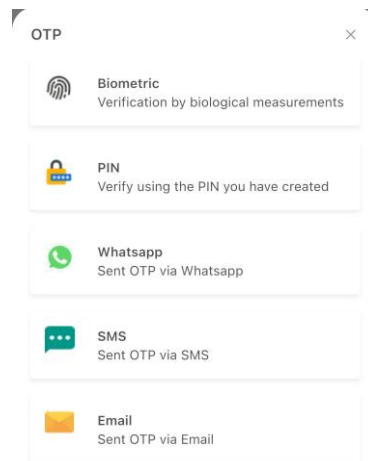 OTP
Biometric
Verification by biological measurements
PIN
Verify using the PIN you have created
Whatsapp
Sent OTP via Whatsapp
SMS
Sent OTP via SMS
Email
Sent OTP via Email